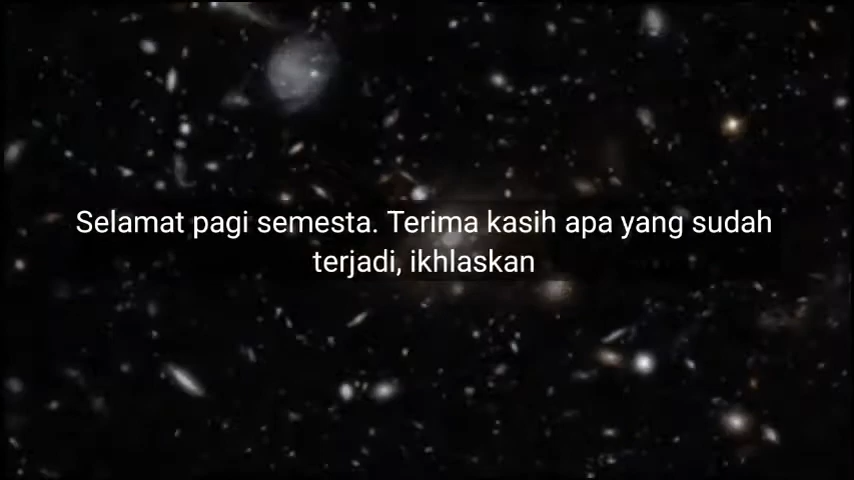 Selamat pagi semesta. Terima kasih apa yang sudah
terjadi, ikhlaskan